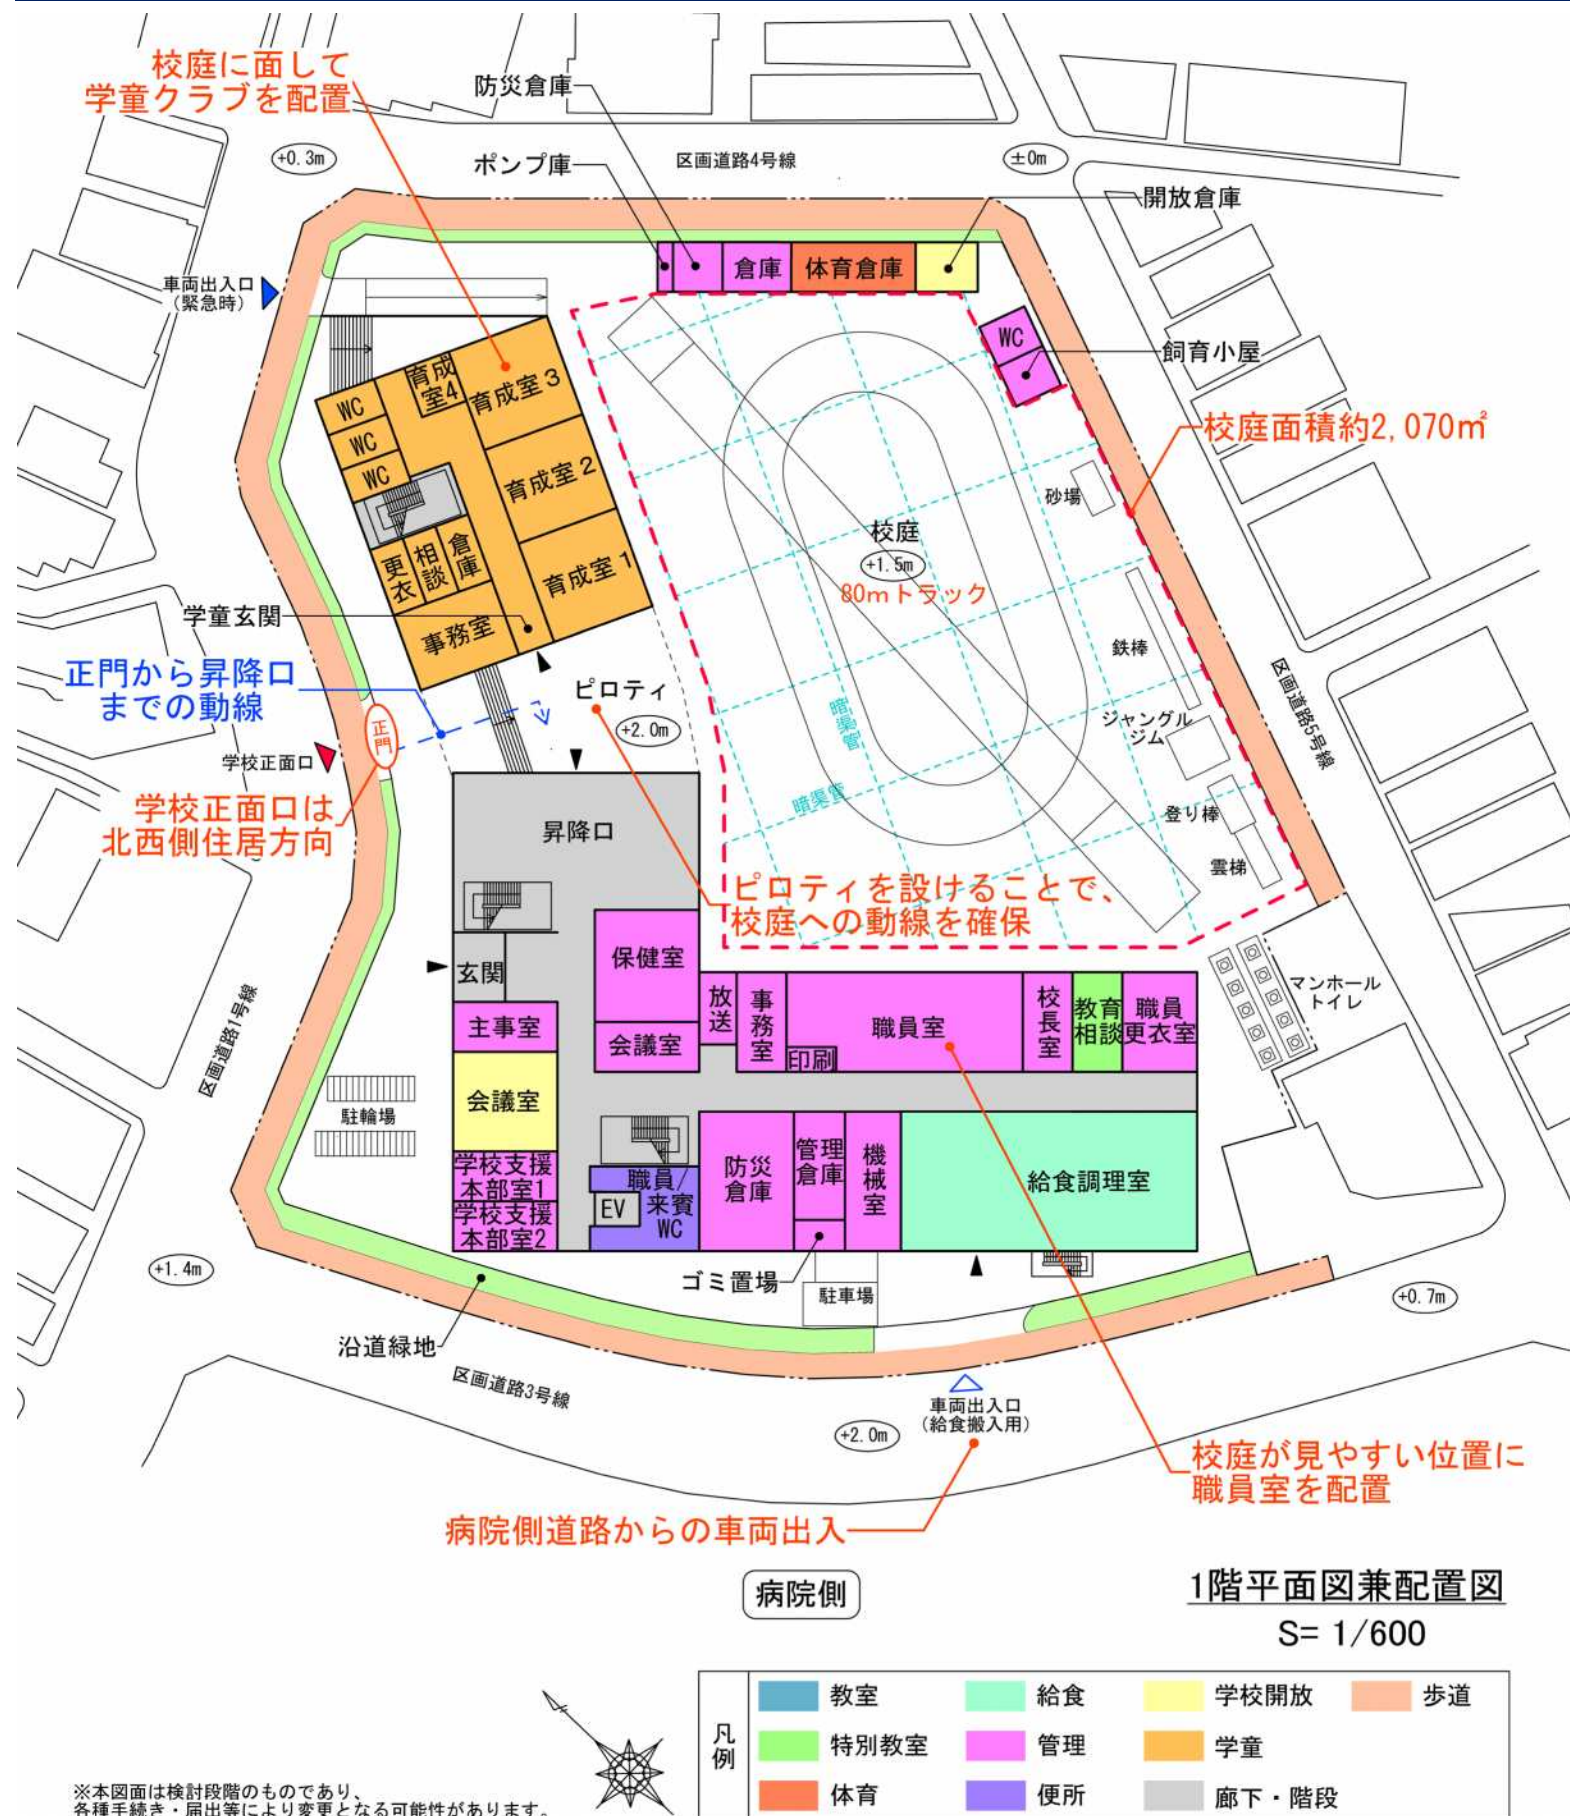 校庭に面して
学童クラブを配置
防災倉庫
ポンプ庫
区画道路4号線
+0.3m
±0m
開放倉庫
車両出入口
（緊急時）
倉庫
体育倉庫
WC
飼育小屋
育成
室4
育成室3
WC
WC
WC
育成室2
校庭面積約2,070㎡
砂場
校庭
+1.5m
80mトラック
更衣
相談
倉庫
育成室1
学童玄関
事務室
鉄棒
正門から昇降口
までの動線
ピロティ
+2.0m
正門
学校正面口
暗渠管
ジャングル
ジム
区画道路5号線
学校正面口は
北西側住居方向
暗渠管
登り棒
昇降口
雲梯
ピロティを設けることで、
校庭への動線を確保
保健室
玄関
放送
事務室
職員室
印刷
校長室
教育
相談
職員
更衣室
マンホール
トイレ
主事室
会議室
区画道路1号線
会議室
駐輪場
学校支援
本部室1
学校支援
本部室2
職員/
来賓
WC
EV
防災
倉庫
管理
倉庫
機械室
給食調理室
+1.4m
ゴミ置場
駐車場
+0.7m
沿道緑地
区画道路3号線
車両出入口
（給食搬入用）
+2.0m
校庭が見やすい位置に
職員室を配置
病院側道路からの車両出入
病院側
1階平面図兼配置図
S= 1/600
凡例
教室
給食
学校開放
歩道
特別教室
管理
学童
体育
便所
廊下・階段
※本図面は検討段階のものであり、
各種手続き・届出等により変更となる可能性があります。